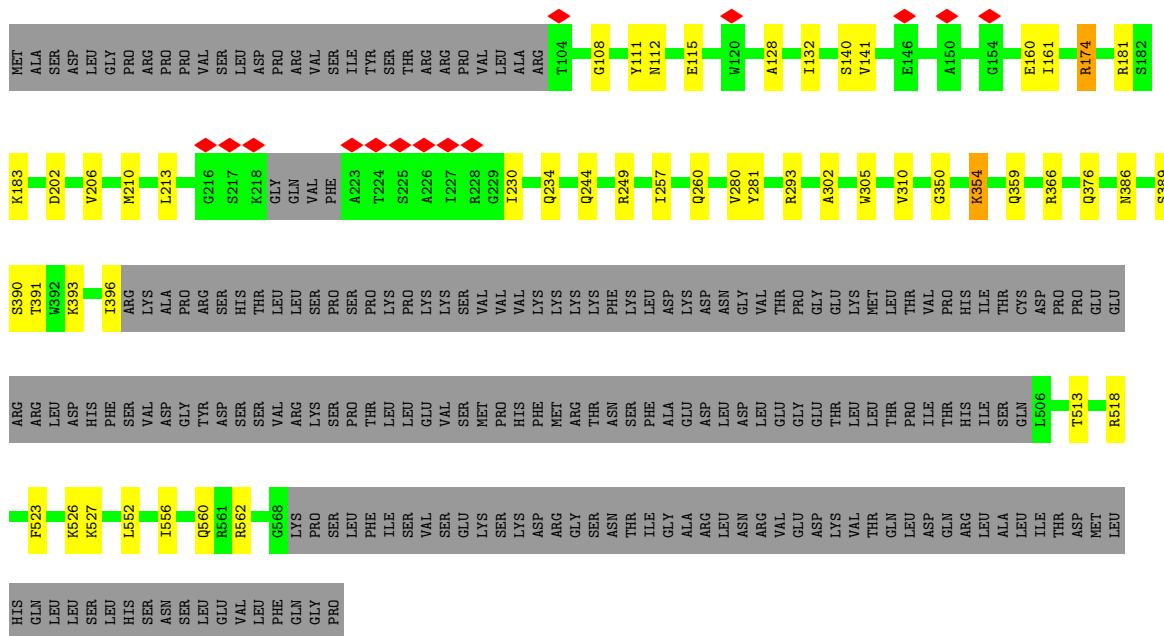 MET ALA SER ASP LEU GLY PRO ARG PRO PRO VAL SER LEU ASP PRO ARG VAL SER ILE TYR SER THR ARG ARG PRO VAL LEU ALA ARG T104 G108 Y111 N112 E115 W120 A128 I132 S140 V141 E146 A150 G154 E160 I161 R174 R181 S182
K183 D202 V206 M210 L213 G216 S217 K218 GLY GLN VAL PHE A223 T224 S225 A226 I227 R228 G229 I230 Q234 Q244 R249 I257 Q260 V280 Y281 R293 A302 W305 V310 G350 K354 Q359 R366 Q376 N386 S389
S390 T391 W392 K393 I396 ARG LYS ALA PRO ARG SER HIS THR LEU LEU SER PRO SER PRO LYS PRO LYS LYS SER VAL VAL VAL LYS LYS LYS LYS PHE LYS LEU ASP LYS ASP ASN GLY VAL THR PRO GLY GLU LYS MET LEU THR VAL PRO HIS ILE THR CYS ASP PRO PRO GLU GLU
ARG ARG LEU ASP HIS PHE SER VAL ASP GLY TYR ASP SER SER VAL ARG LYS SER SER PRO THR LEU LEU GLU VAL SER MET PRO HIS PHE MET ARG THR ASN SER PHE ALA GLU ASP LEU ASP LEU GLU GLY GLU THR LEU LEU THR PRO ILE THR HIS ILE SER GLN L506 T513 R518
F523 K526 K527 L552 I556 Q560 R561 R562 G568 LYS PRO SER LEU PHE ILE SER VAL SER GLU LYS SER LYS ASP ARG GLY SER ASN THR ILE GLY ALA ARG LEU ASN ARG VAL GLU ASP LYS VAL THR GLN LEU ASP GLN ARG LEU ALA LEU ILE THR ASP MET LEU
HIS GLN LEU LEU SER LEU HIS SER ASN SER LEU GLU VAL LEU PHE GLN GLY PRO